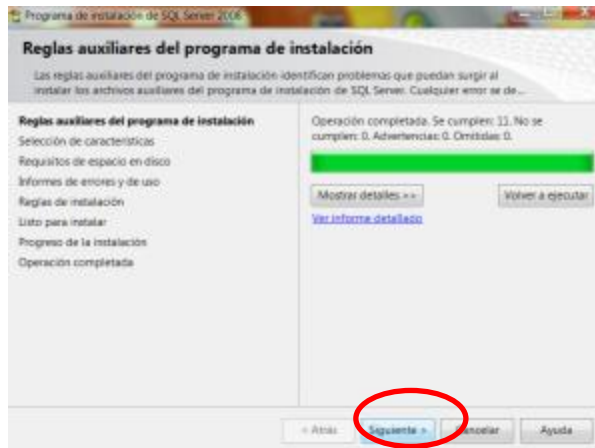 Programa de instalación de SQL Server 2008
Reglas auxiliares del programa de instalación
Las reglas auxiliares del programa de instalación identifican problemas que puedan surgir al
instalar los archivos auxiliares del programa de instalación de SQL Server. Cualquier error se de...
Reglas auxiliares del programa de instalación
Selección de características
Requisitos de espacio en disco
Informes de errores y de uso
Reglas de instalación
Listo para instalar
Progreso de la instalación
Operación completada
Operación completada. Se cumplen: 11. No se
cumplen: 0. Advertencias: 0. Omitidas: 0.
Mostrar detalles >>
Volver a ejecutar
Ver informe detallado
< Atrás
Siguiente >
Cancelar
Ayuda